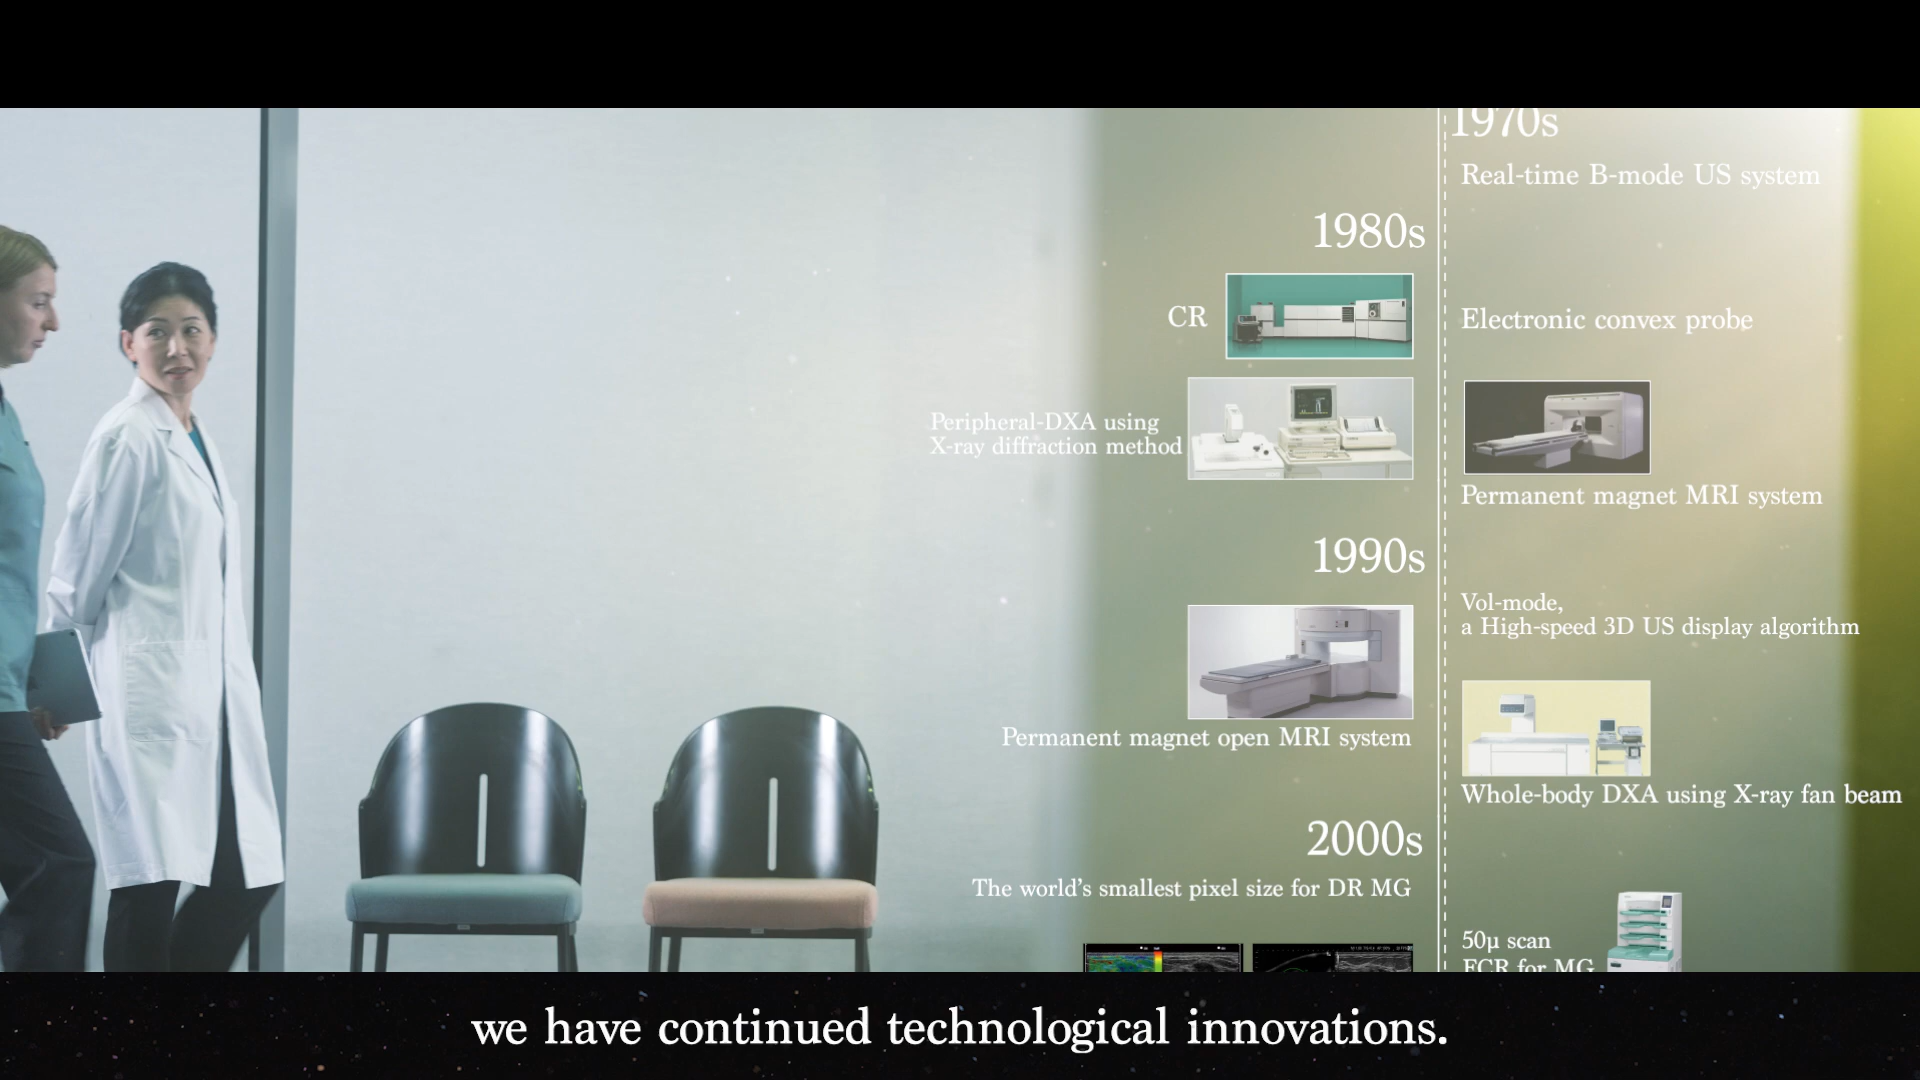 1970s
Real-time B-mode US system
1980s
CR
Electronic convex probe
Peripheral-DXA using
X-ray diffraction method
Permanent magnet MRI system
1990s
Vol-mode,
a High-speed 3D US display algorithm
Permanent magnet open MRI system
Whole-body DXA using X-ray fan beam
2000s
The world's smallest pixel size for DR MG
50μ scan
FCR for MG
we have continued technological innovations.